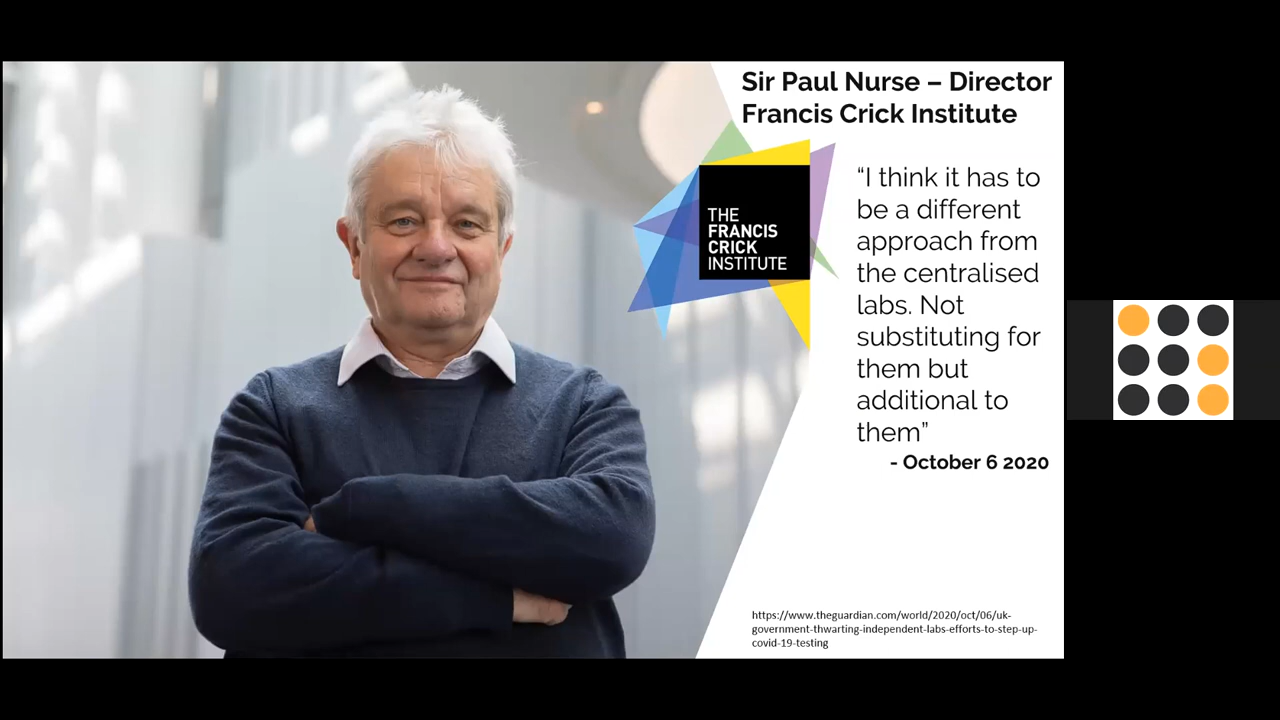 Sir Paul Nurse – Director
Francis Crick Institute
THE
FRANCIS
CRICK
INSTITUTE
“I think it has to
be a different
approach from
the centralised
labs. Not
substituting for
them but
additional to
them”
- October 6 2020
https://www.theguardian.com/world/2020/oct/06/uk-
government-thwarting-independent-labs-efforts-to-step-up-
covid-19-testing